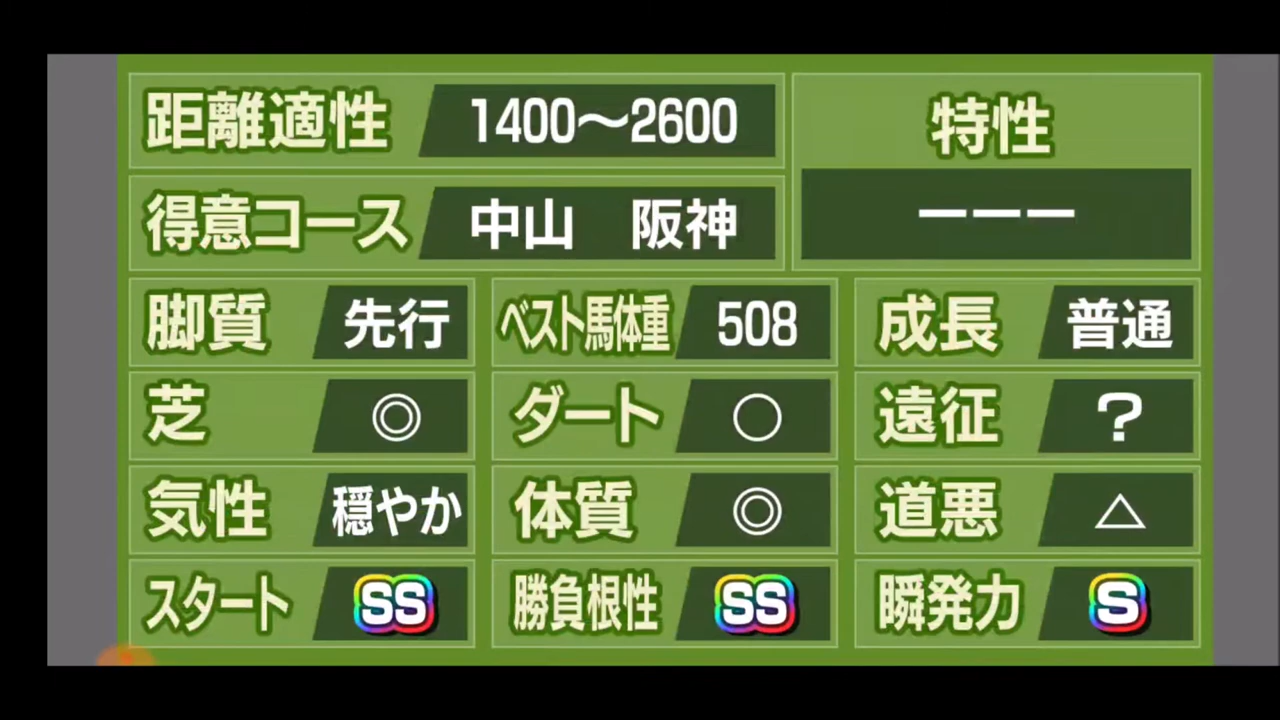 距離適性 1400～2600
特性
ーーー
得意コース 中山 阪神
脚質 先行 ベスト馬体重 508 成長 普通
芝 ◎ ダート ○ 遠征 ?
気性 穏やか 体質 ◎ 道悪 △
スタート SS 勝負根性 SS 瞬発力 S